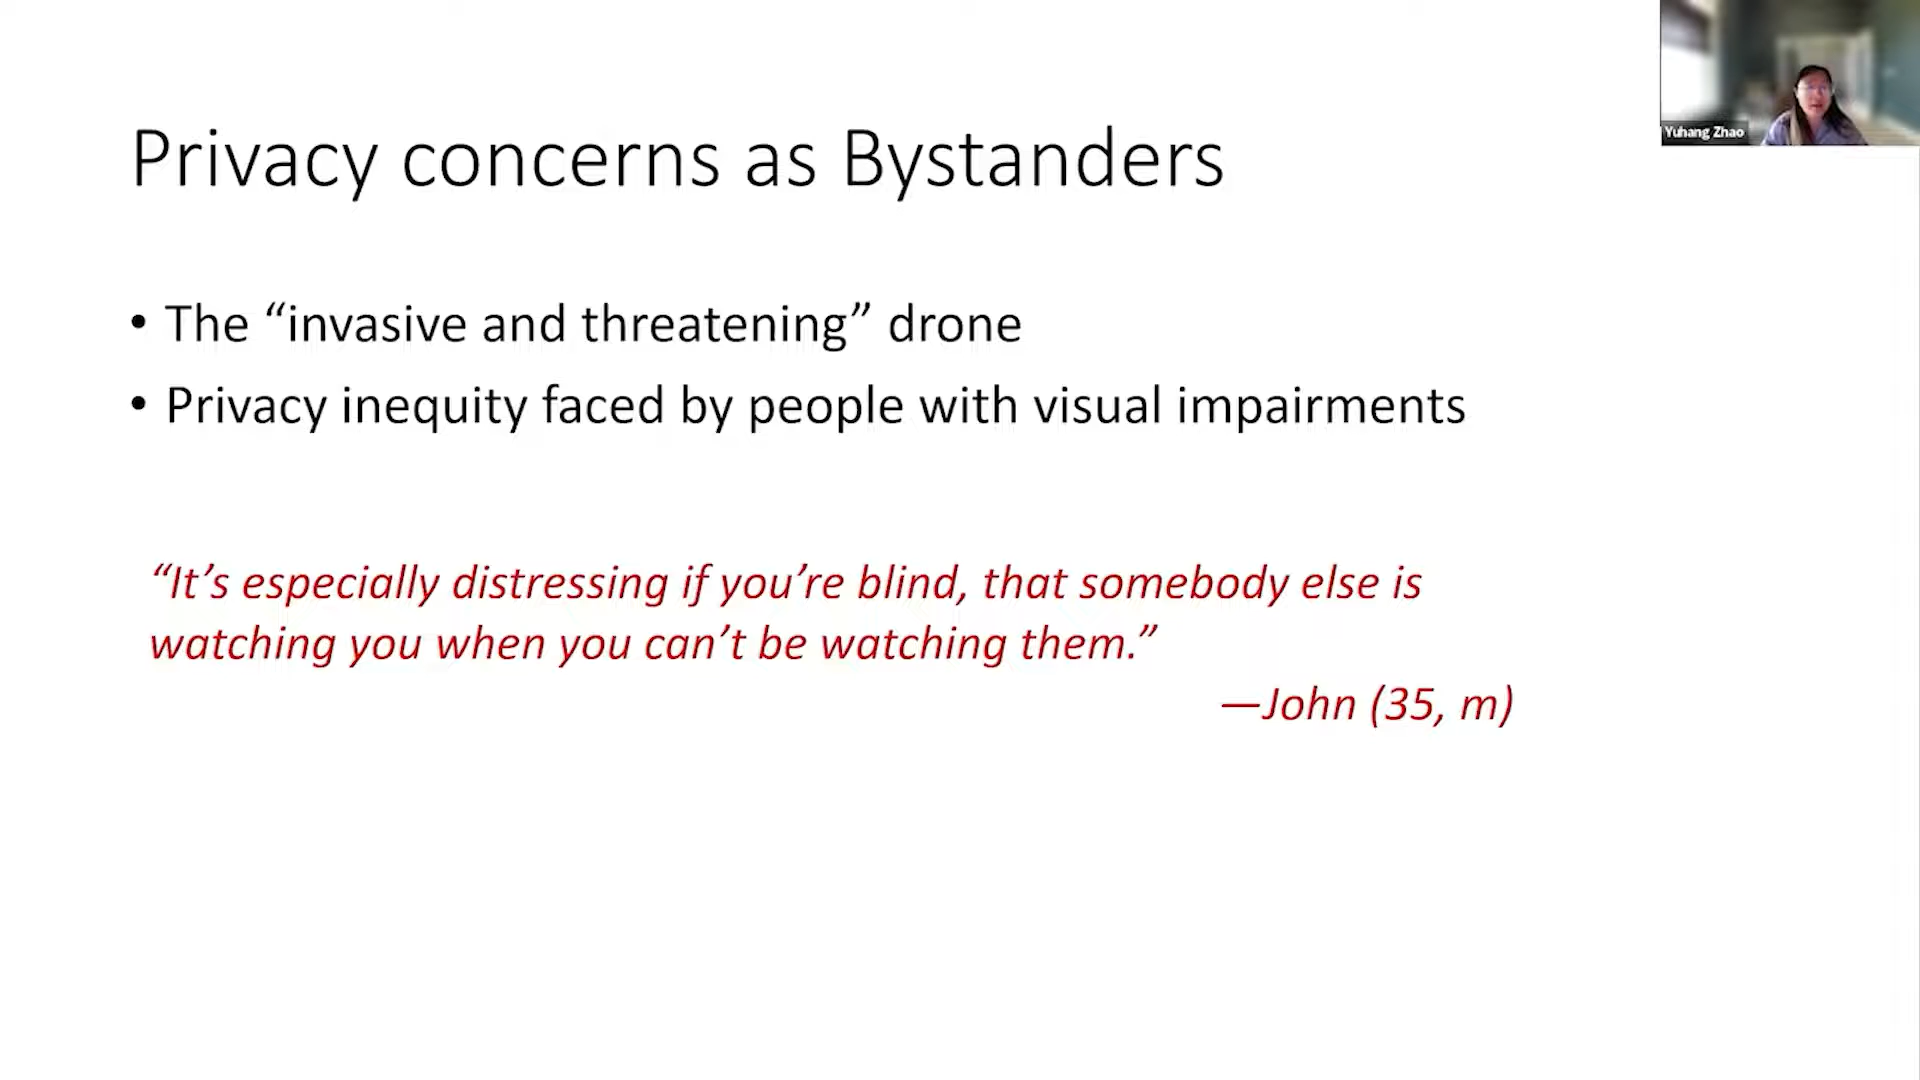 Yuhang Zhao
Privacy concerns as Bystanders
• The “invasive and threatening” drone
• Privacy inequity faced by people with visual impairments
“It’s especially distressing if you’re blind, that somebody else is
watching you when you can’t be watching them.”
—John (35, m)